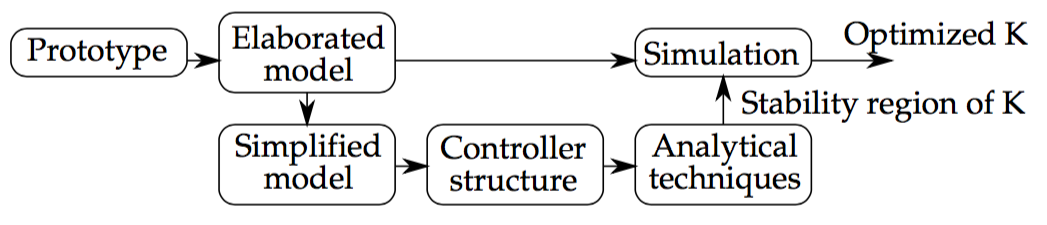 Prototype
Elaborated
model
Simulation
Optimized K
Stability region of K
Simplified
model
Controller
structure
Analytical
techniques